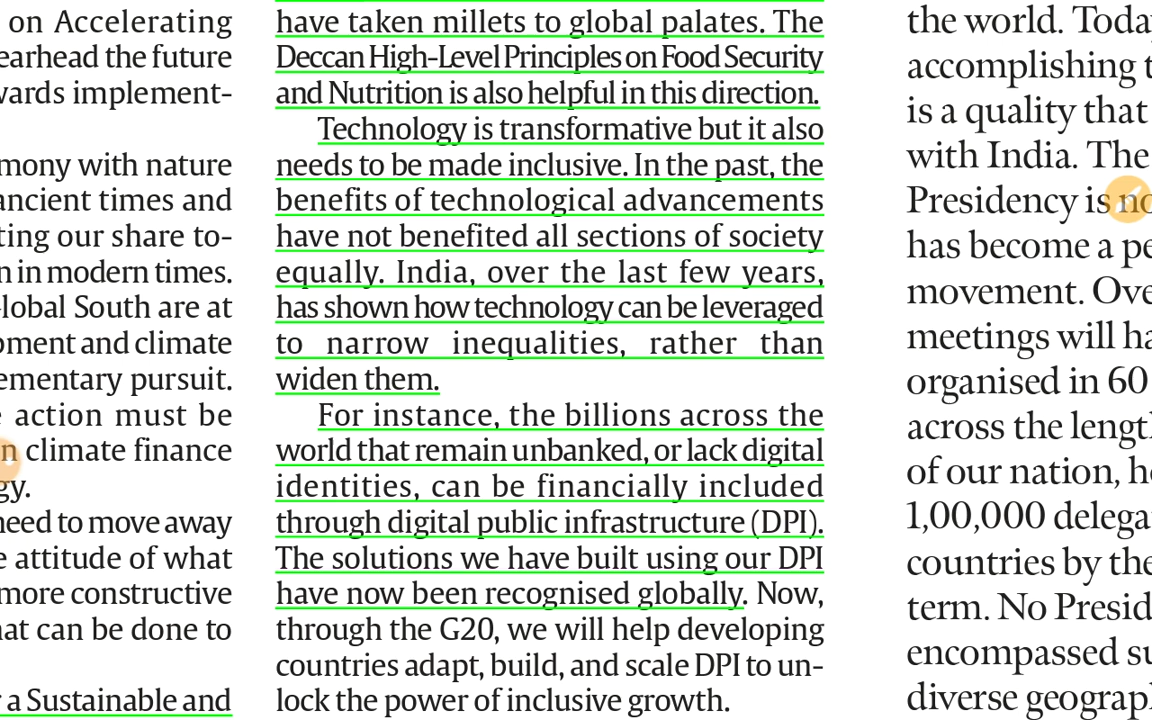 on Accelerating
earhead the future
wards implement-
mony with nature
ancient times and
ting our share to-
n in modern times.
lobal South are at
pment and climate
ementary pursuit.
e action must be
n climate finance
gy.
need to move away
e attitude of what
more constructive
hat can be done to
r a Sustainable and
have taken millets to global palates. The
Deccan High-Level Principles on Food Security
and Nutrition is also helpful in this direction.
Technology is transformative but it also
needs to be made inclusive. In the past, the
benefits of technological advancements
have not benefited all sections of society
equally. India, over the last few years,
has shown how technology can be leveraged
to narrow inequalities, rather than
widen them.
For instance, the billions across the
world that remain unbanked, or lack digital
identities, can be financially included
through digital public infrastructure (DPI).
The solutions we have built using our DPI
have now been recognised globally. Now,
through the G20, we will help developing
countries adapt, build, and scale DPI to un-
lock the power of inclusive growth.
the world. Today
accomplishing t
is a quality that
with India. The
Presidency is no
has become a pe
movement. Ove
meetings will ha
organised in 60
across the lengt
of our nation, ho
1,00,000 delega
countries by the
term. No Presid
encompassed su
diverse geograp